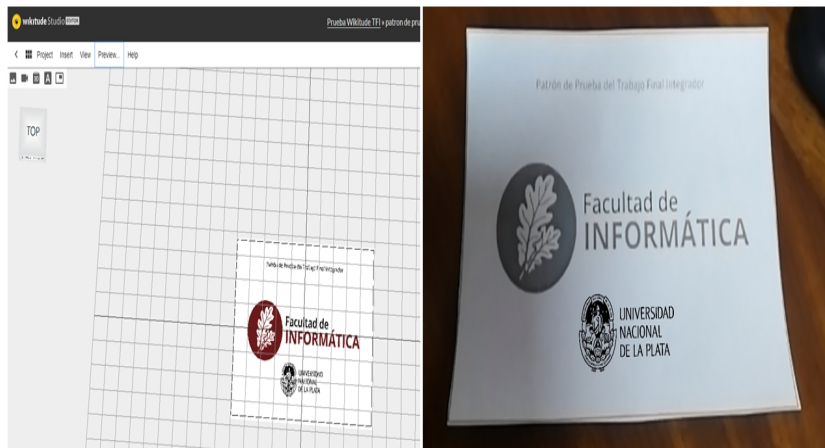 wikitude Studio EDITOR
Prueba Wikitude TFI » patron de pru
Project Insert View Preview... Help
TOP
Patrón de Prueba del Trabajo Final Integrador
Facultad de
INFORMÁTICA
UNIVERSIDAD
NACIONAL
DE LA PLATA
Patrón de Prueba del Trabajo Final Integrador
Facultad de
INFORMÁTICA
UNIVERSIDAD
NACIONAL
DE LA PLATA